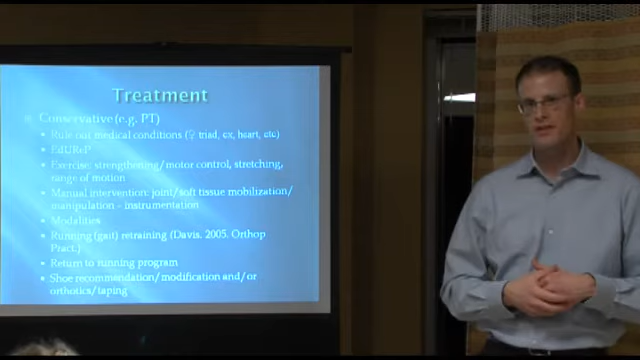 Treatment
Conservative (e.g. PT)
Rule out medical conditions (♀ triad, cx, heart, etc)
EdUReP
Exercise: strengthening/motor control, stretching,
range of motion
Manual intervention: joint/soft tissue mobilization/
manipulation - instrumentation
Modalities
Running (gait) retraining (Davis. 2005. Orthop
Pract.)
Return to running program
Shoe recommendation/modification and/or
orthotics/taping